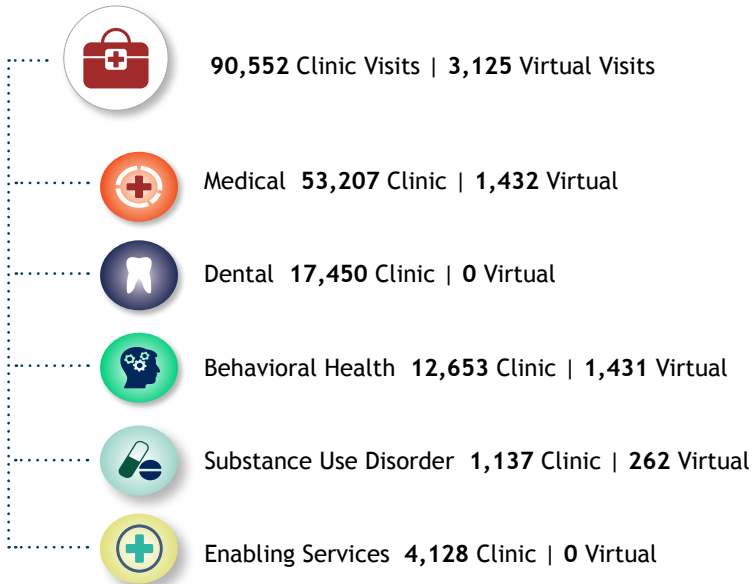 90,552 Clinic Visits | 3,125 Virtual Visits
Medical 53,207 Clinic | 1,432 Virtual
Dental 17,450 Clinic | 0 Virtual
Behavioral Health 12,653 Clinic | 1,431 Virtual
Substance Use Disorder 1,137 Clinic | 262 Virtual
Enabling Services 4,128 Clinic | 0 Virtual